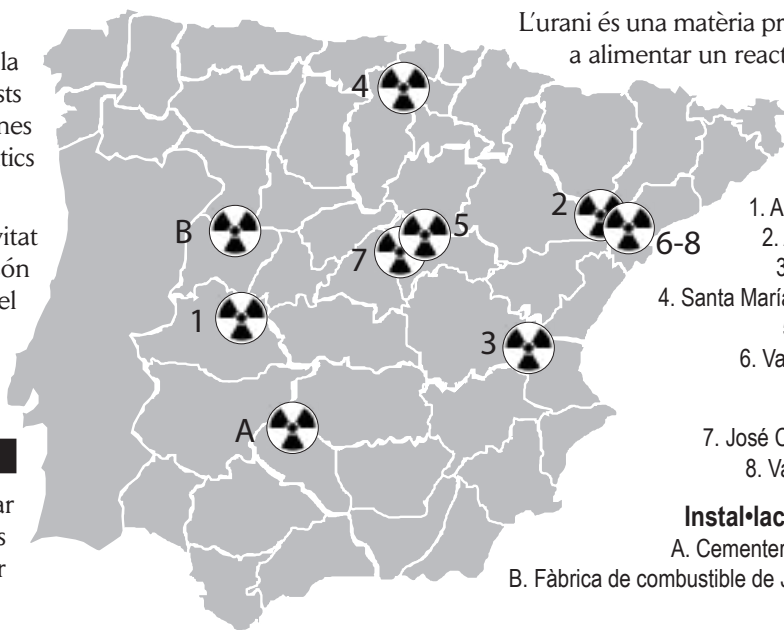 la
sts
nes
tics
vitat
ón
el
ar
s
r
L'urani és una matèria pr
a alimentar un react
4
B
2
5
7
6-8
1
3
A
1. A
2.
3
4. Santa María
6. Va
7. José C
8. Va
Instal•lac
A. Cementer
B. Fàbrica de combustible de J